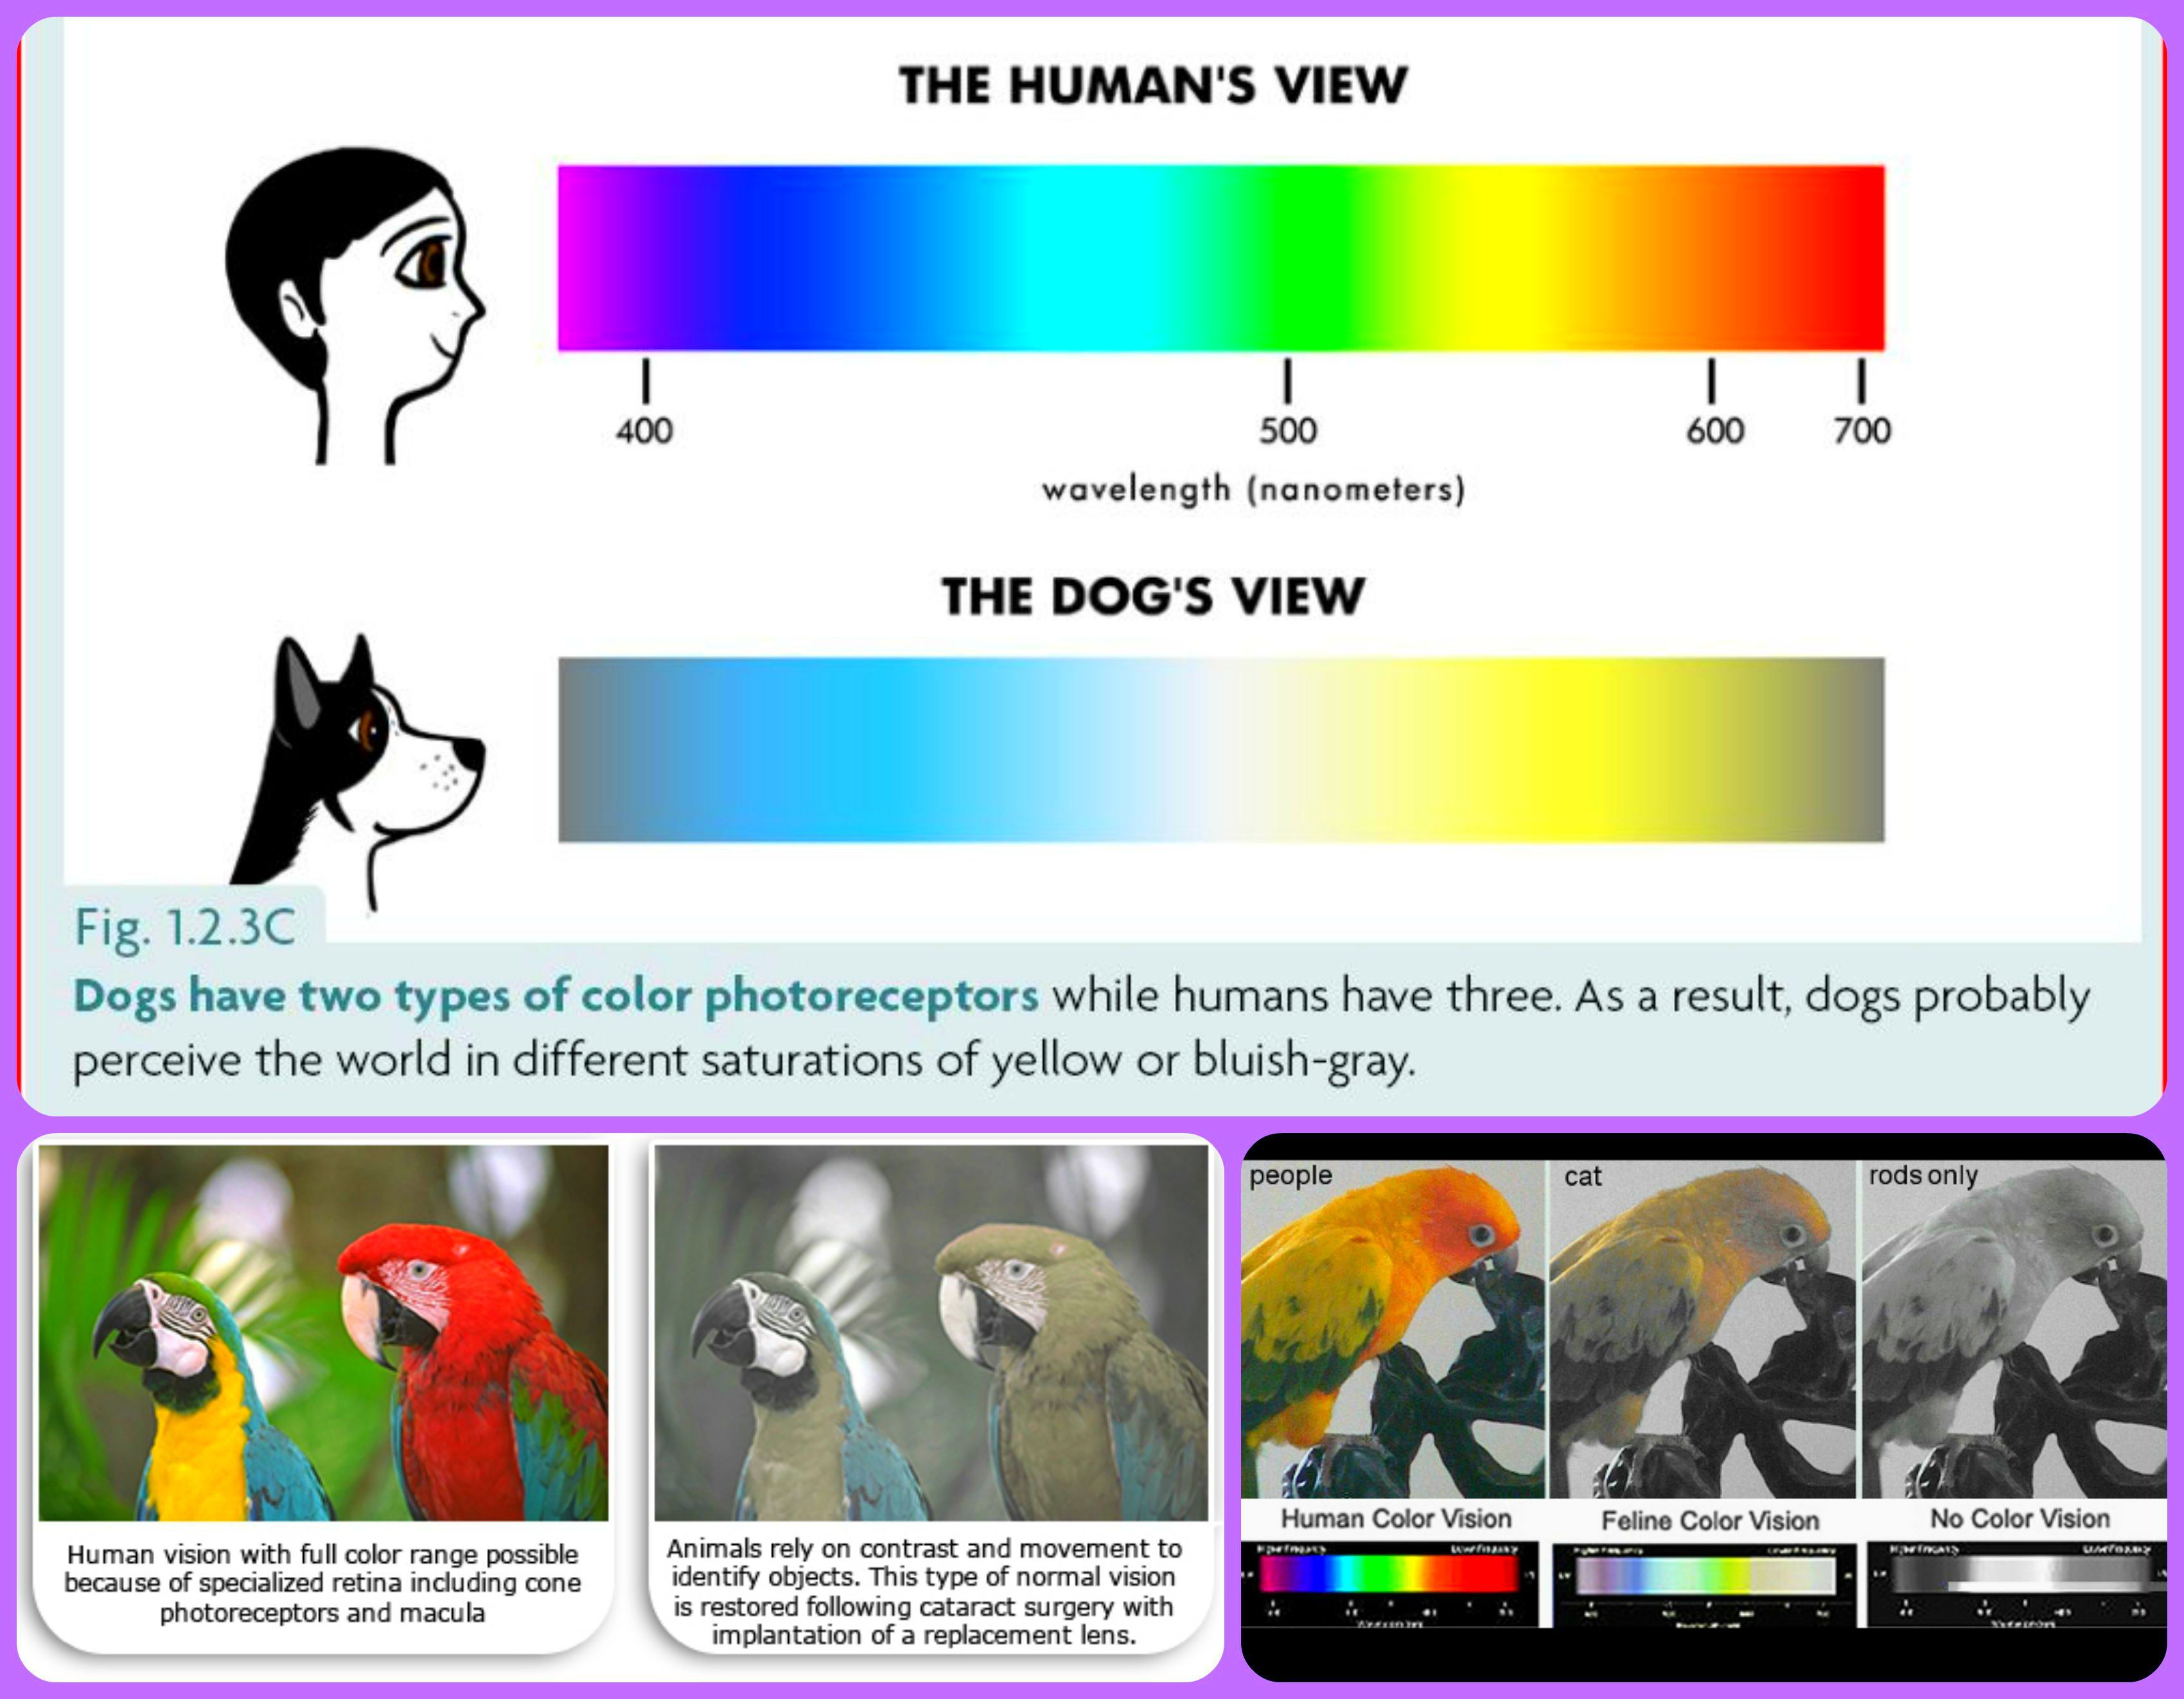 THE HUMAN'S VIEW
400 500 600 700
wavelength (nanometers)
THE DOG'S VIEW
Fig. 1.2.3C
Dogs have two types of color photoreceptors while humans have three. As a result, dogs probably
perceive the world in different saturations of yellow or bluish-gray.
Human vision with full color range possible
because of specialized retina including cone
photoreceptors and macula
Animals rely on contrast and movement to
identify objects. This type of normal vision
is restored following cataract surgery with
implantation of a replacement lens.
people cat rods only
Human Color Vision Feline Color Vision No Color Vision